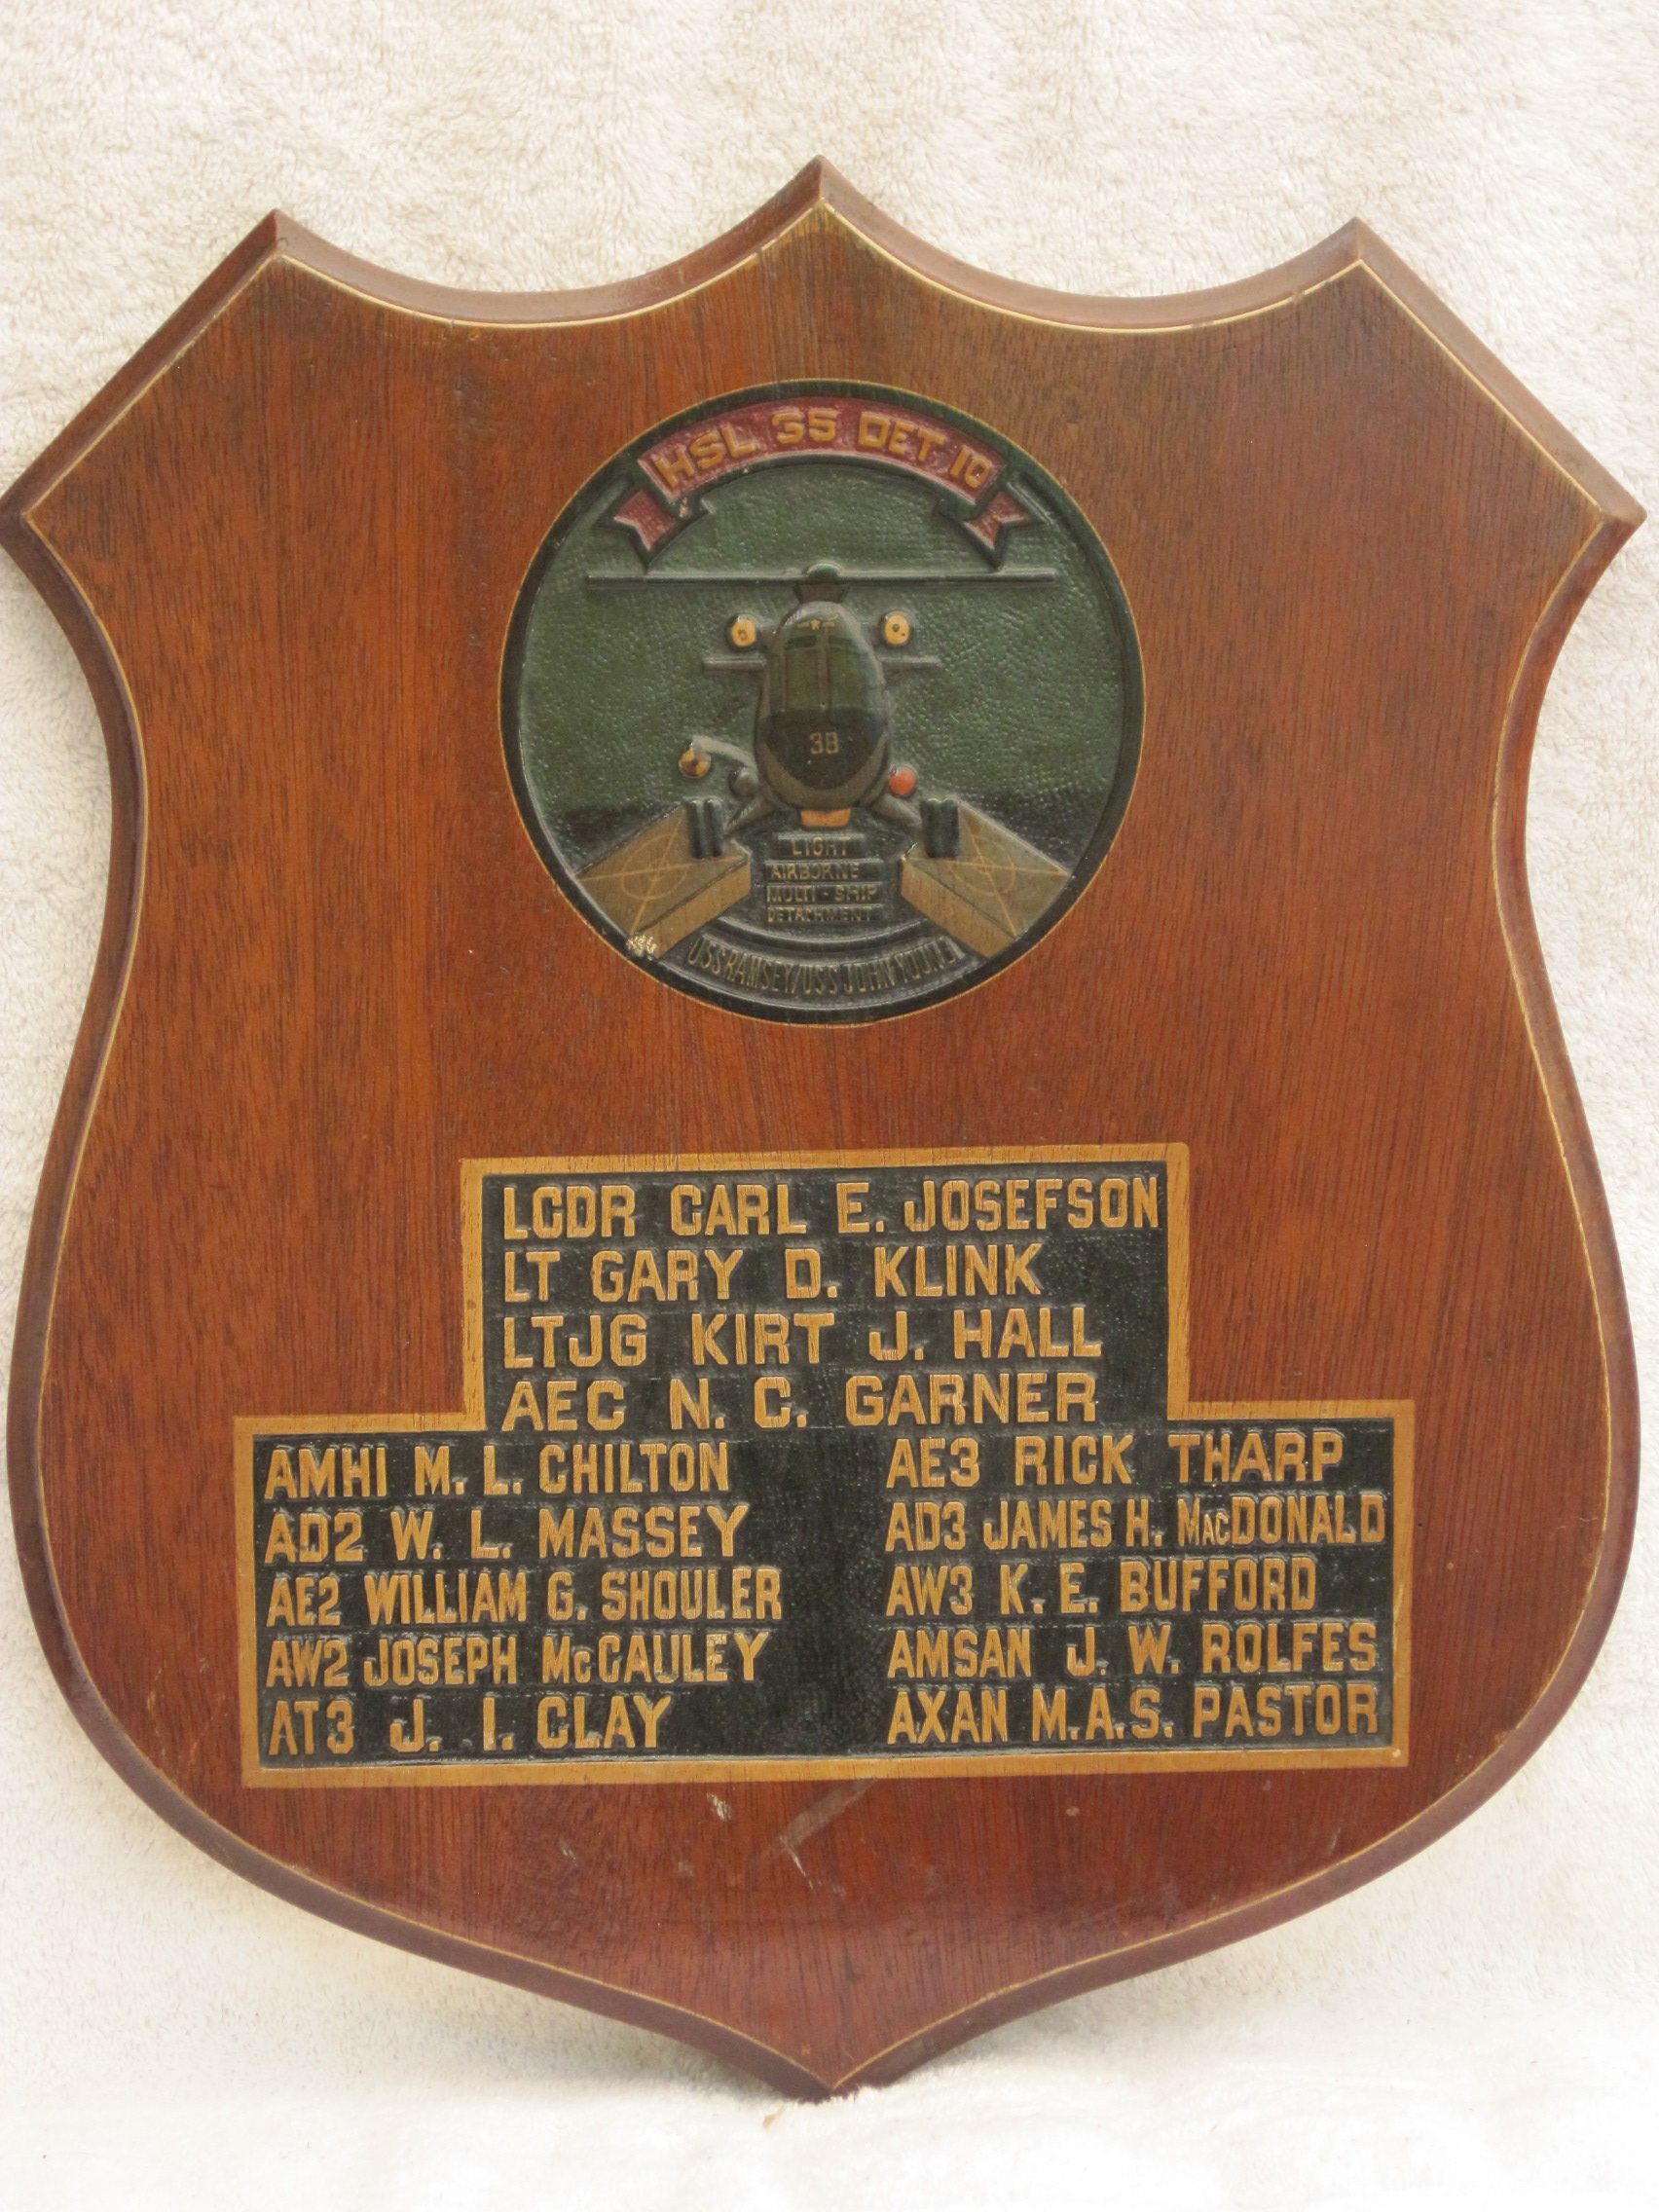 HSL 35 DET 10
38
LIGHT
AIRBORNE
MULTI-SHIP
DETACHMENT
USS RAMSEY/USS JOHN YOUNG
LCDR CARL E. JOSEFSON
LT GARY D. KLINK
LTJG KIRT J. HALL
AEC N. C. GARNER
AMH1 M. L. CHILTON
AD2 W. L. MASSEY
AE2 WILLIAM G. SHOULER
AW2 JOSEPH McCAULEY
AT3 J. I. CLAY
AE3 RICK THARP
AD3 JAMES H. MacDONALD
AW3 K. E. BUFFORD
AMSAN J. W. ROLFES
AXAN M.A.S. PASTOR